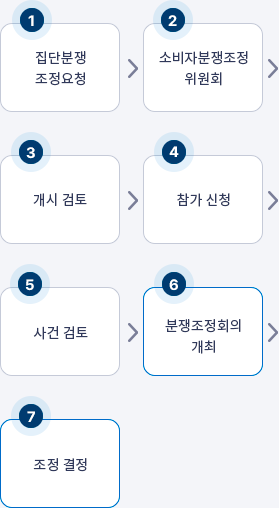 1
집단분쟁
조정요청
2
소비자분쟁조정
위원회
3
개시 검토
4
참가 신청
5
사건 검토
6
분쟁조정회의
개최
7
조정 결정